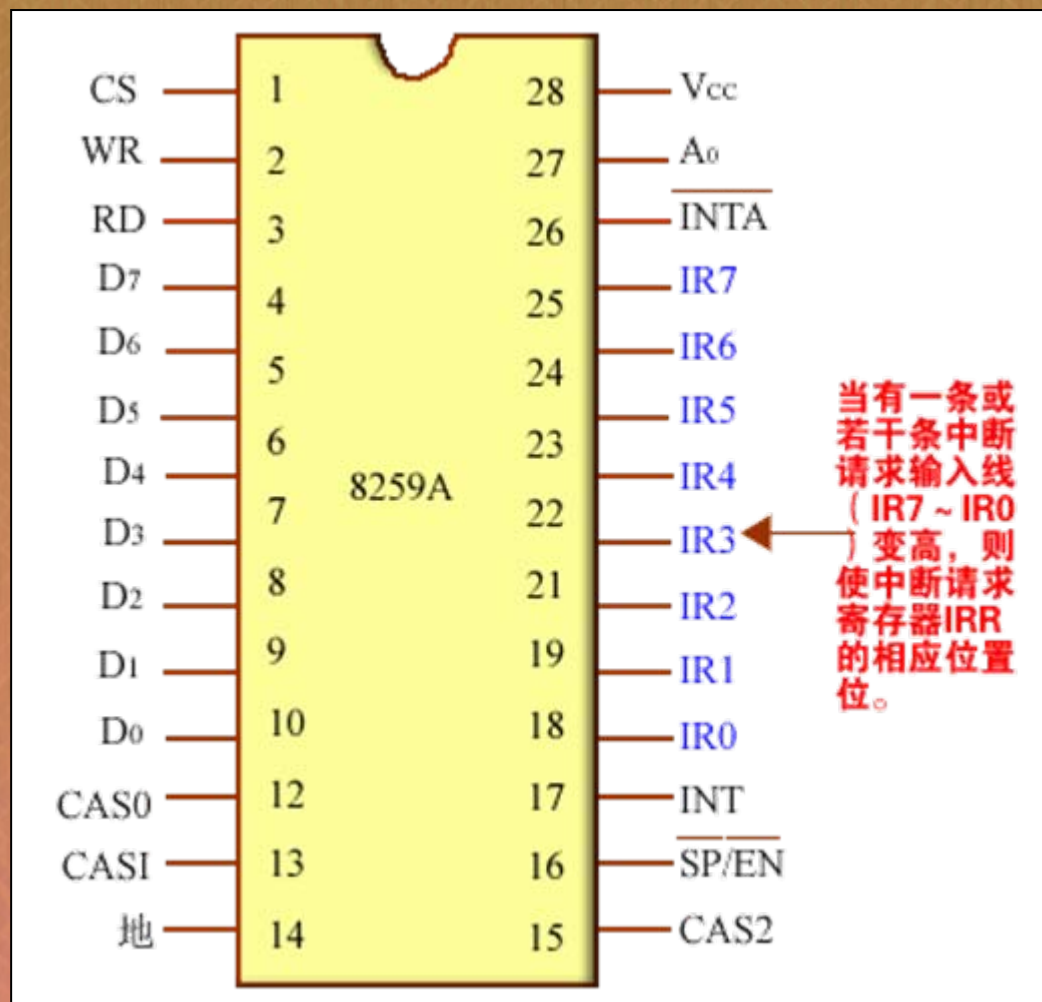 CS 1 28 Vcc
WR 2 27 A0
RD 3 26 INTA
D7 4 25 IR7
D6 5 24 IR6
D5 6 23 IR5
D4 8259A IR4
D3 7 22 IR3
D2 8 21 IR2
D1 9 19 IR1
D0 10 18 IR0
CAS0 12 17 INT
CASI 13 16 SP/EN
地 14 15 CAS2
当有一条或
若干条中断
请求输入线
（IR7～IR0
）变高，则
使中断请求
寄存器IRR
的相应位置
位。